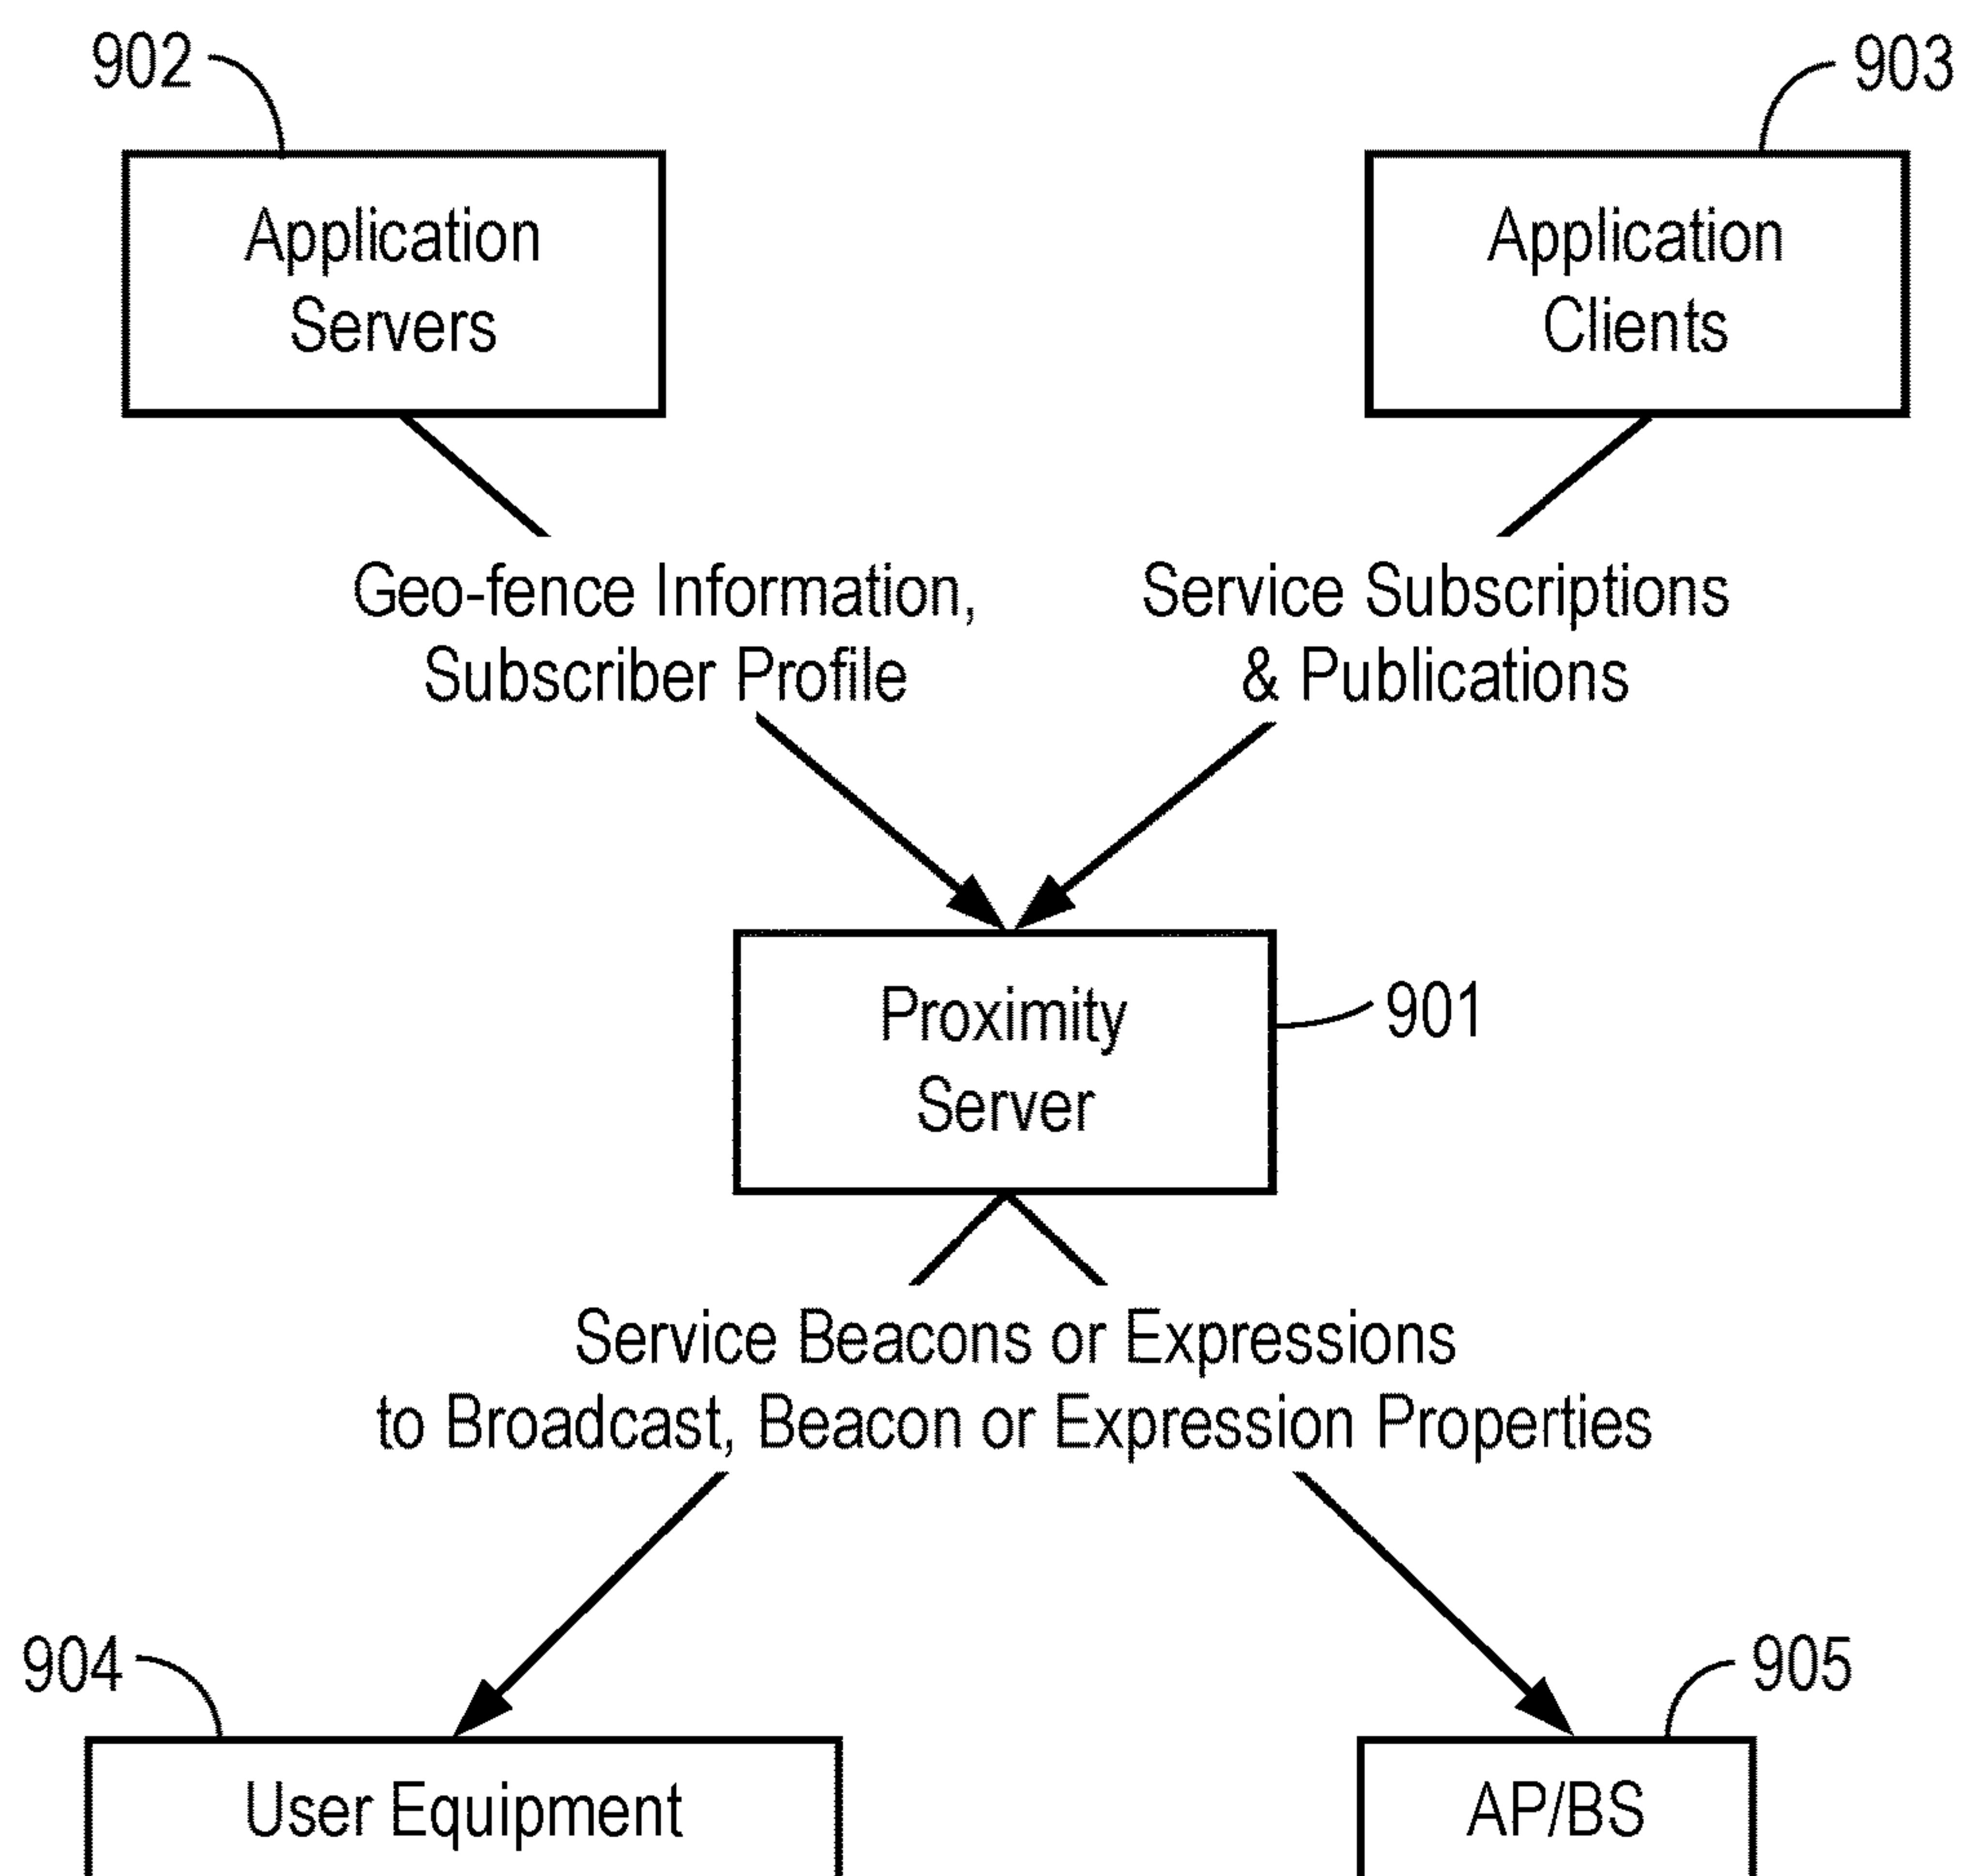 902
903
Application
Servers
Application
Clients
Geo-fence Information,
Subscriber Profile
Service Subscriptions
& Publications
Proximity
Server
901
Service Beacons or Expressions
to Broadcast, Beacon or Expression Properties
904
905
User Equipment
AP/BS